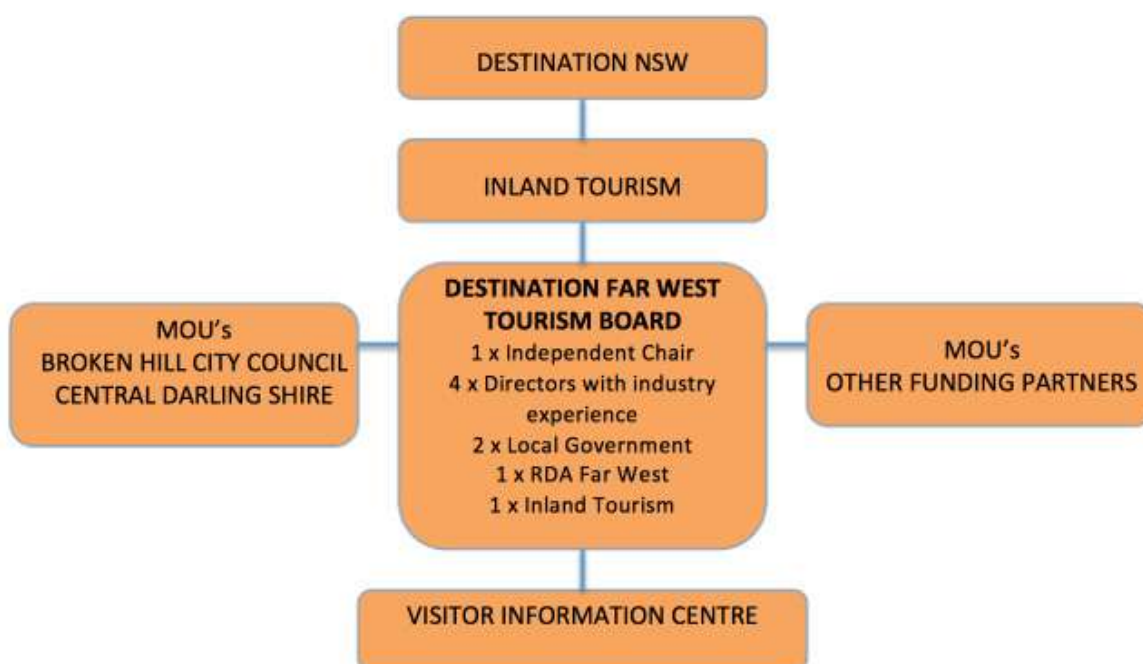 DESTINATION NSW
INLAND TOURISM
MOU's
BROKEN HILL CITY COUNCIL
CENTRAL DARLING SHIRE
DESTINATION FAR WEST
TOURISM BOARD
1 x Independent Chair
4 x Directors with industry
experience
2 x Local Government
1 x RDA Far West
1 x Inland Tourism
MOU's
OTHER FUNDING PARTNERS
VISITOR INFORMATION CENTRE